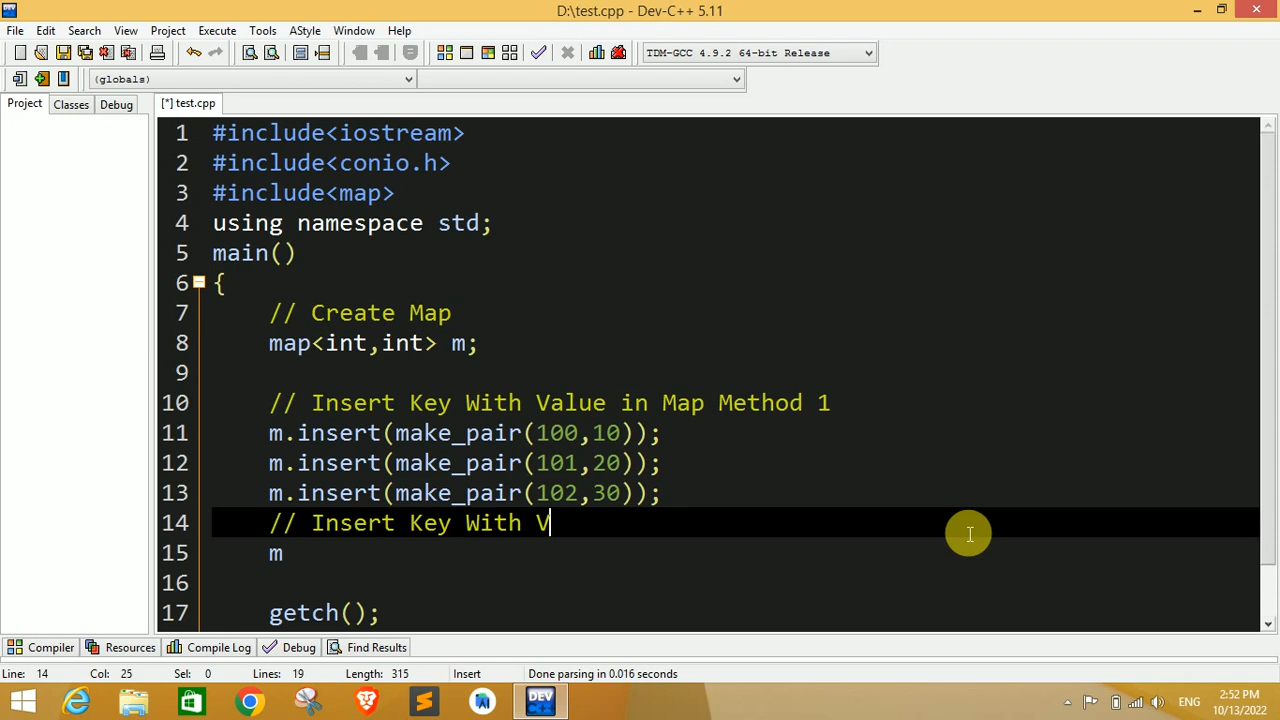 D:\test.cpp - Dev-C++ 5.11
File Edit Search View Project Execute Tools AStyle Window Help
TDM-GCC 4.9.2 64-bit Release
(globals)
Project Classes Debug [*] test.cpp
1 #include<iostream>
2 #include<conio.h>
3 #include<map>
4 using namespace std;
5 main()
6 {
7 // Create Map
8 map<int,int> m;
9
10 // Insert Key With Value in Map Method 1
11 m.insert(make_pair(100,10));
12 m.insert(make_pair(101,20));
13 m.insert(make_pair(102,30));
14 // Insert Key With V
15 m
16
17 getch();
Compiler Resources Compile Log Debug Find Results
Line: 14 Col: 25 Sel: 0 Lines: 19 Length: 315 Insert Done parsing in 0.016 seconds
DEV
ENG
2:52 PM
10/13/2022